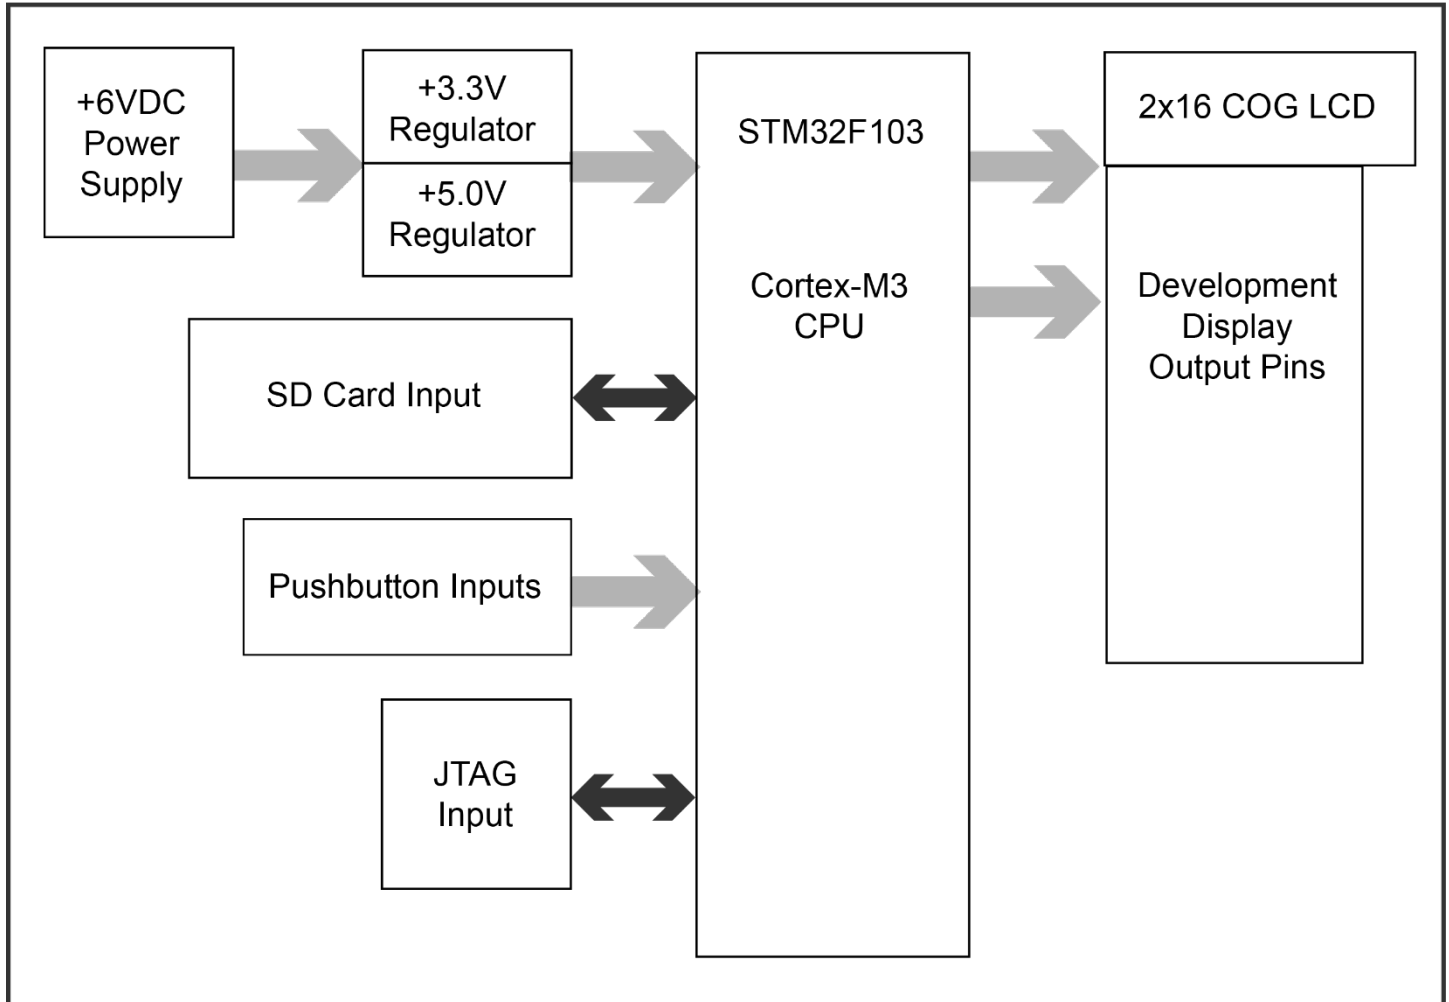 +6VDC
Power
Supply
+3.3V
Regulator
+5.0V
Regulator
STM32F103
Cortex-M3
CPU
2x16 COG LCD
Development
Display
Output Pins
SD Card Input
Pushbutton Inputs
JTAG
Input